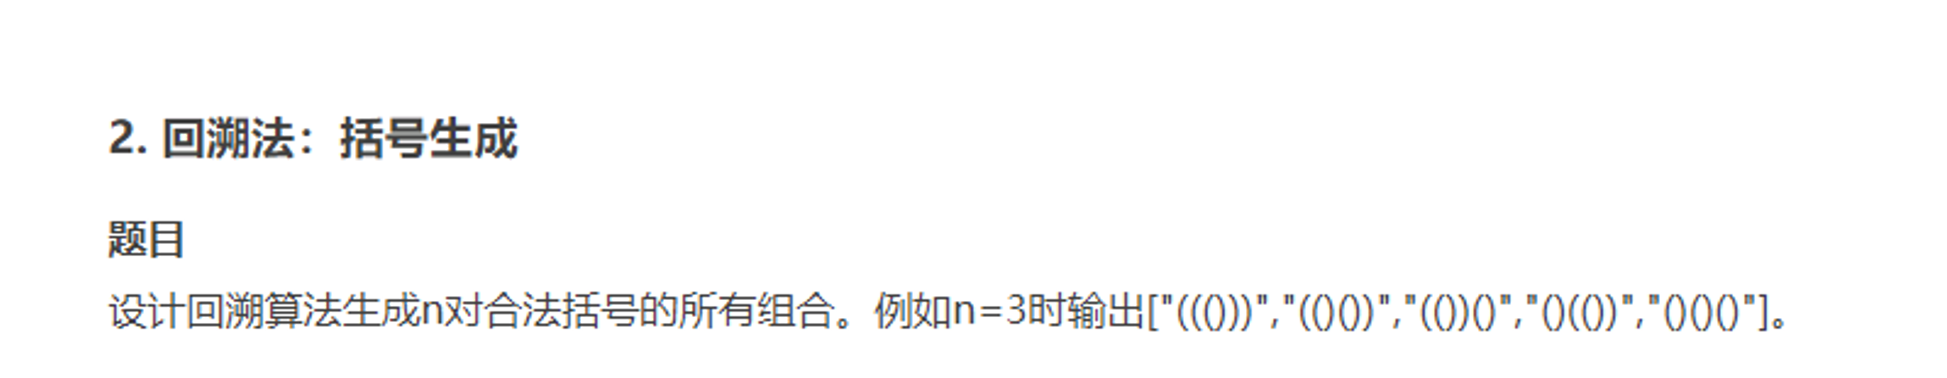 2. 回溯法：括号生成
题目
设计回溯算法生成n对合法括号的所有组合。例如n=3时输出["((()))","(()())","(())()","()(())","()()()"]。